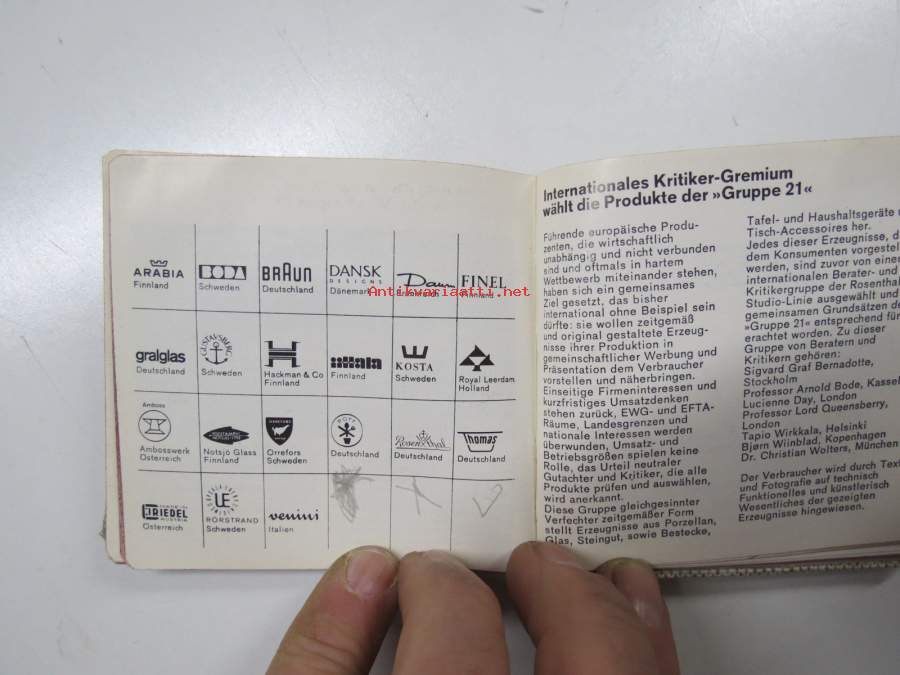 ARABIA
Finnland
BODA
Schweden
BRAUN
Deutschland
DANSK
DESIGNS
Dänemark
Daum
FINEL
Finnland
Antikvariaatti.net
gralglas
Deutschland
GUSTAVSBERG
Schweden
Hackman & Co
Finnland
iittala
Finnland
KOSTA
Schweden
Royal Leerdam
Holland
Amboss
Ambosswerk
Österreich
Notsjö Glass
Finnland
Orrefors
Schweden
Deutschland
Rosenthal
Deutschland
Thomas
Deutschland
RIEDEL
Österreich
RÖRSTRAND
Schweden
venini
Italien
Internationales Kritiker-Gremium
wählt die Produkte der »Gruppe 21«
Führende europäische Produ-
zenten, die wirtschaftlich
unabhängig und nicht verbunden
sind und oftmals in hartem
Wettbewerb miteinander stehen,
haben sich ein gemeinsames
Ziel gesetzt, das bisher
international ohne Beispiel sein
dürfte: sie wollen zeitgemäß
und original gestaltete Erzeug-
nisse ihrer Produktion in
gemeinschaftlicher Werbung und
Präsentation dem Verbraucher
vorstellen und näherbringen.
Einseitige Firmeninteressen und
kurzfristiges Umsatzdenken
stehen zurück, EWG- und EFTA-
Räume, Landesgrenzen und
nationale Interessen werden
überwunden, Umsatz- und
Betriebsgrößen spielen keine
Rolle, das Urteil neutraler
Gutachter und Kritiker, die alle
Produkte prüfen und auswählen,
wird anerkannt.
Diese Gruppe gleichgesinnter
Verfechter zeitgemäßer Form
stellt Erzeugnisse aus Porzellan,
Glas, Steingut, sowie Bestecke,
Tafel- und Haushaltsgeräte
Tisch-Accessoires her.
Jedes dieser Erzeugnisse, d
dem Konsumenten vorgestel
werden, sind zuvor von einer
internationalen Berater- und
Kritikergruppe der Rosenthal
Studio-Linie ausgewählt und
gemeinsamen Grundsätzen de
»Gruppe 21« entsprechend für
erachtet worden. Zu dieser
Gruppe von Beratern und
Kritikern gehören:
Sigvard Graf Bernadotte,
Stockholm
Professor Arnold Bode, Kassel
Lucienne Day, London
Professor Lord Queensberry,
London
Tapio Wirkkala, Helsinki
Bjørn Wiinblad, Kopenhagen
Dr. Christian Wolters, München
Der Verbraucher wird durch Text
und Fotografie auf technisch
Funktionelles und künstlerisch
Wesentliches der gezeigten
Erzeugnisse hingewiesen.